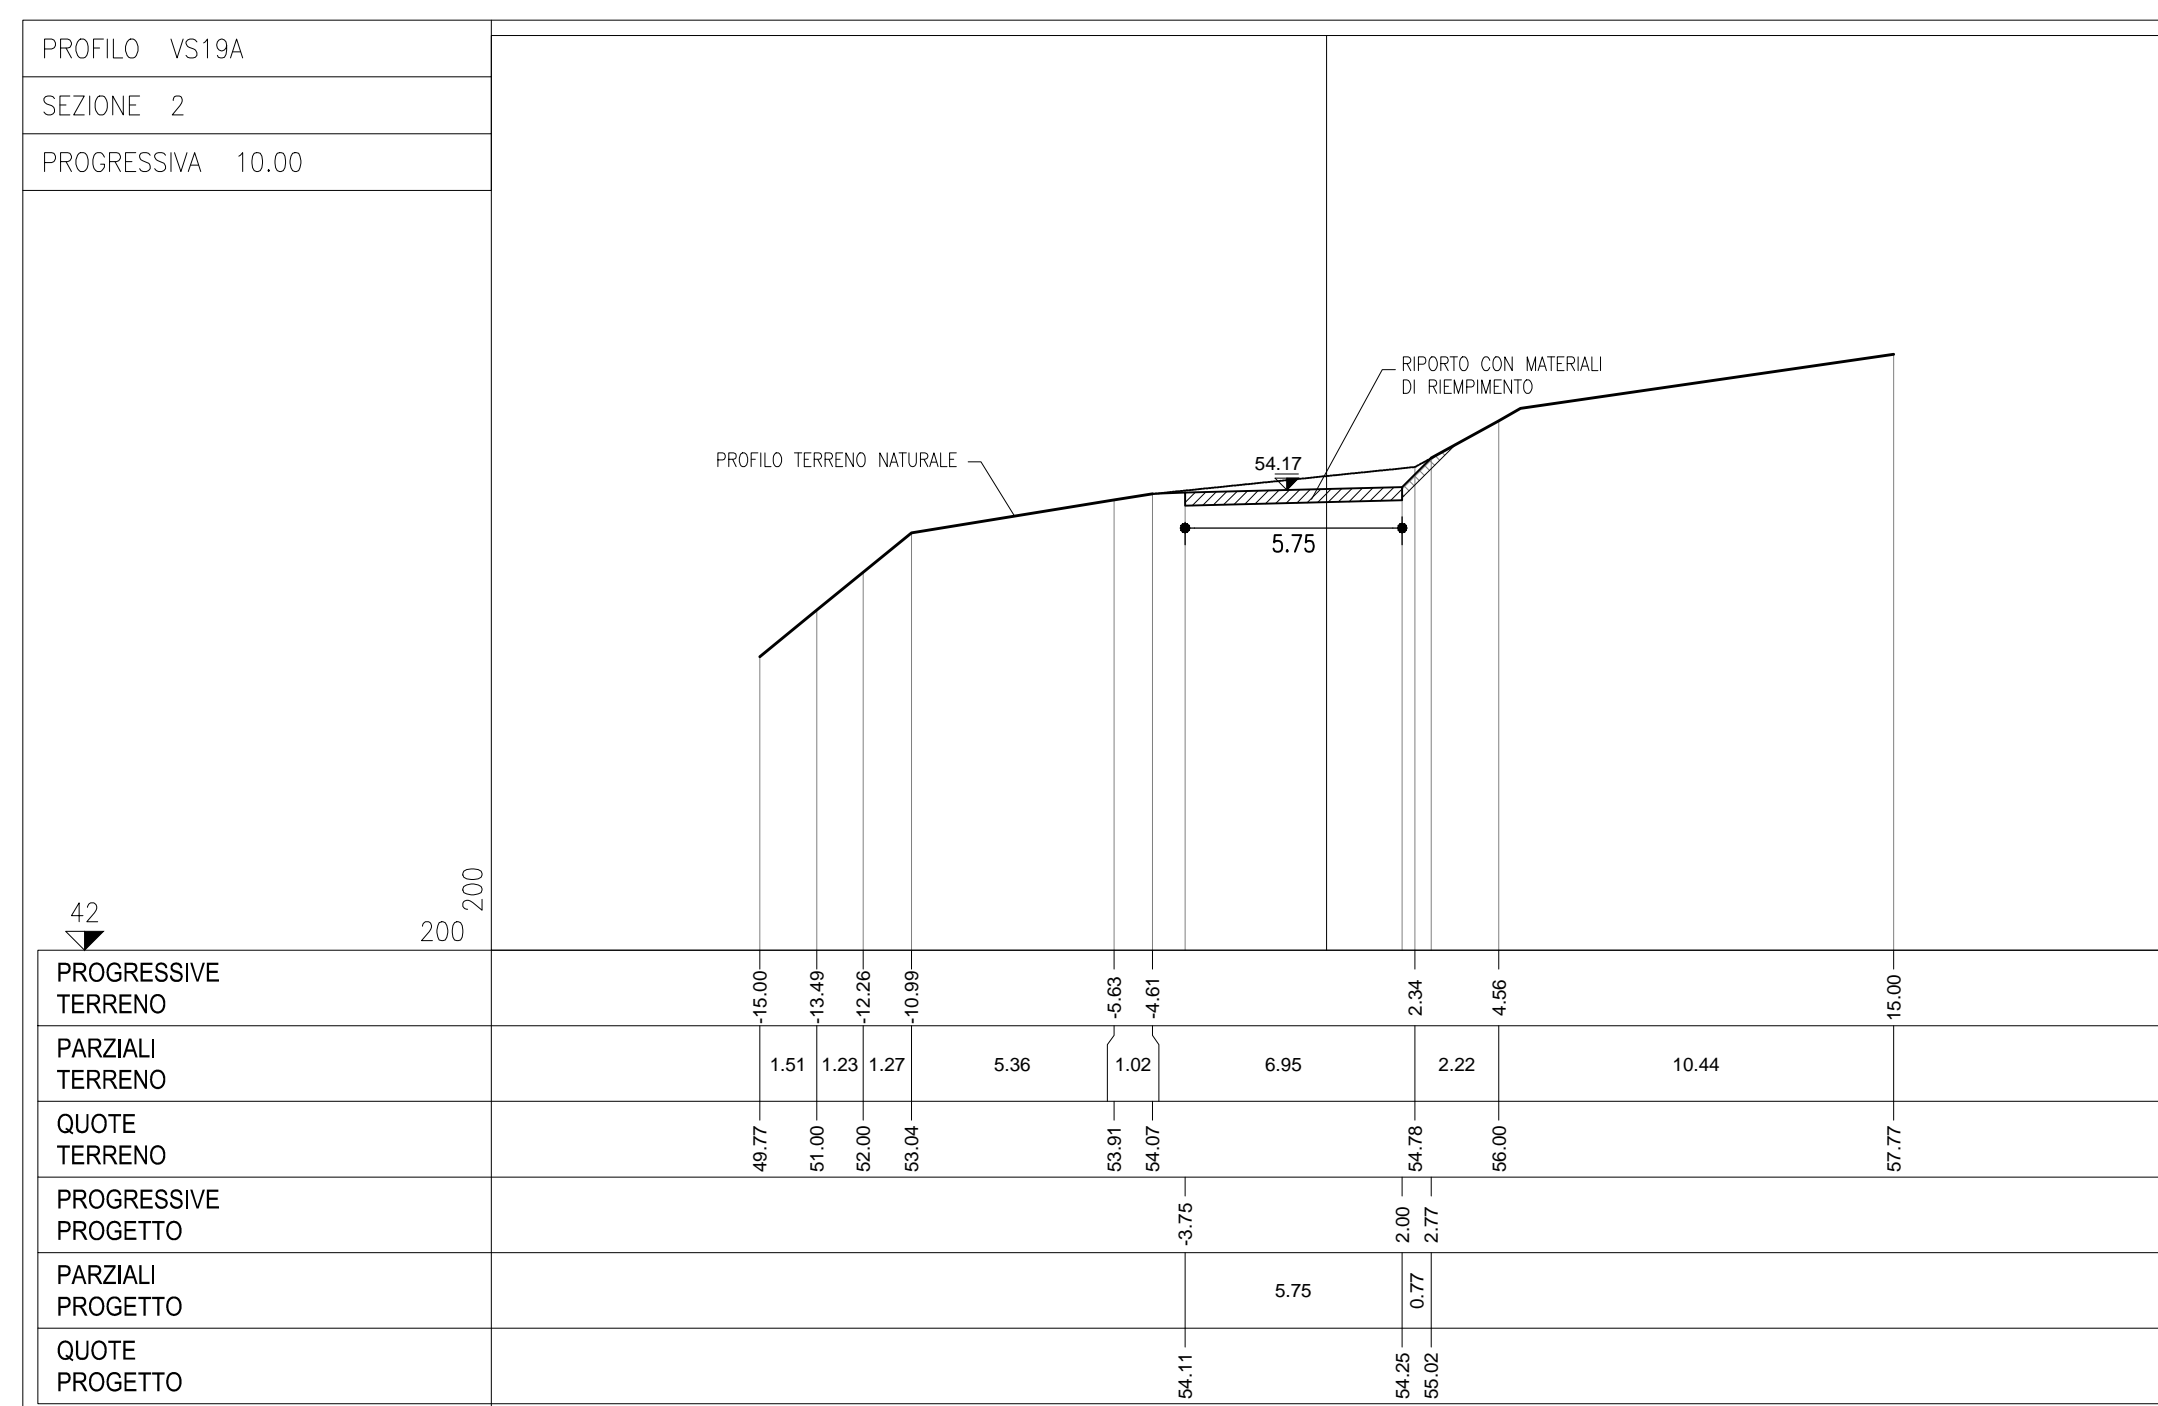 PROFILO VS19A
SEZIONE 2
PROGRESSIVA 10.00
RIPORTO CON MATERIALI
DI RIEMPIMENTO
PROFILO TERRENO NATURALE
54.17
5.75
200
42
200
PROGRESSIVE
TERRENO
-15.00 -13.49 -12.26 -10.99 -5.63 -4.61 2.34 4.56 15.00
PARZIALI
TERRENO
1.51 1.23 1.27 5.36 1.02 6.95 2.22 10.44
QUOTE
TERRENO
49.77 51.00 52.00 53.04 53.91 54.07 54.78 56.00 57.77
PROGRESSIVE
PROGETTO
-3.75 2.00 2.77
PARZIALI
PROGETTO
5.75 0.77
QUOTE
PROGETTO
54.11 54.25 55.02